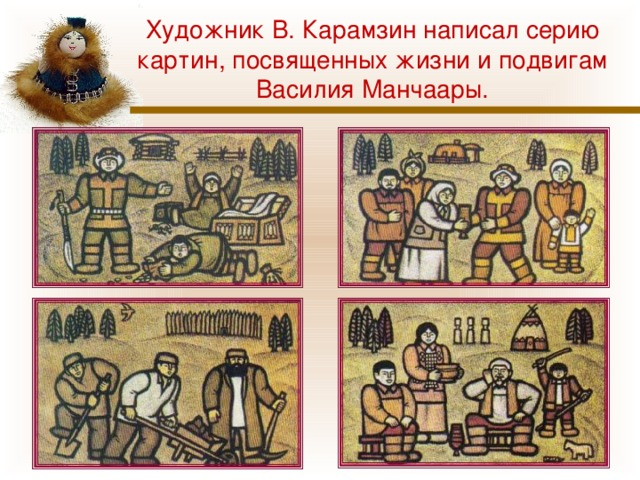 Художник В. Карамзин написал серию
картин, посвященных жизни и подвигам
Василия Манчаары.